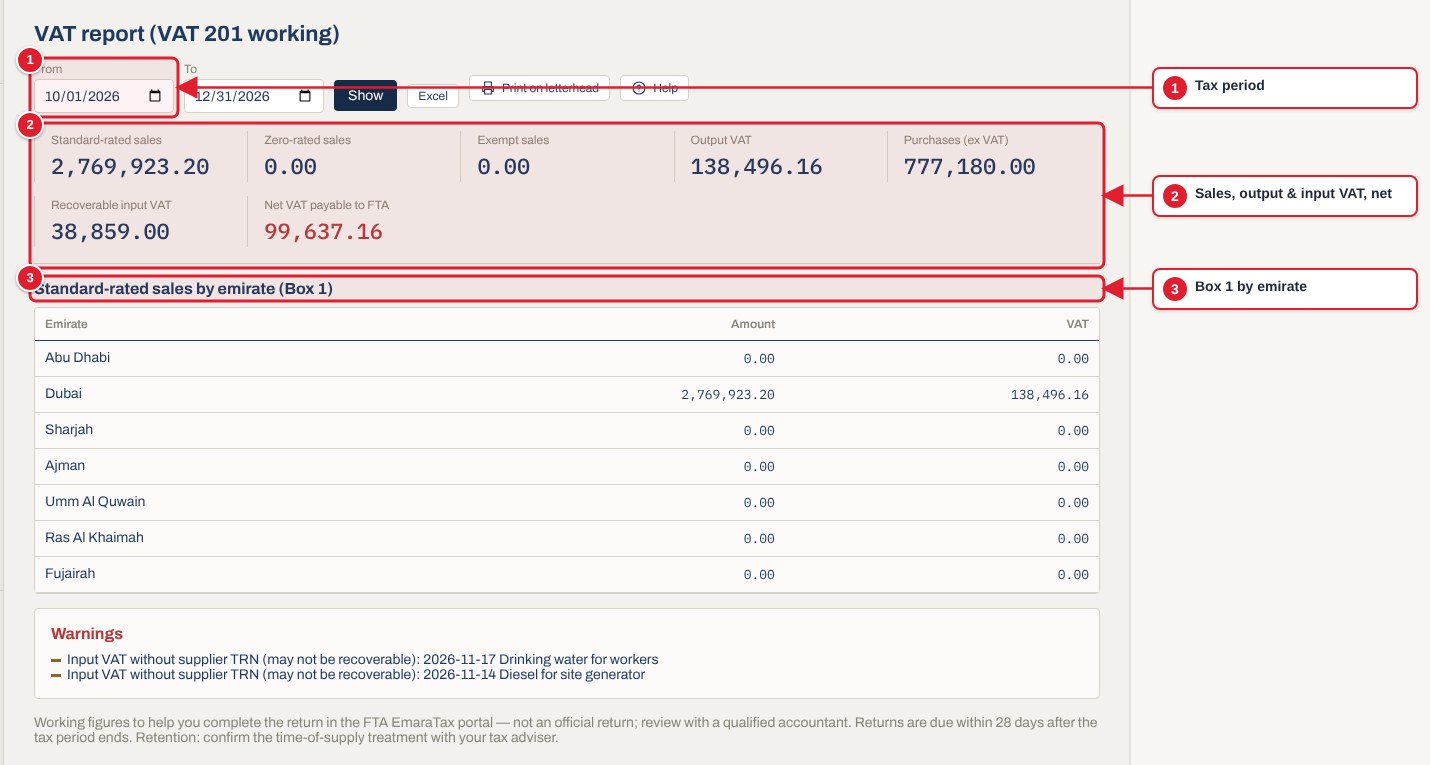 VAT report (VAT 201 working)
1
From To
10/01/2026 12/31/2026 Show Excel Print on letterhead Help
1 Tax period
2
Standard-rated sales Zero-rated sales Exempt sales Output VAT Purchases (ex VAT)
2,769,923.20 0.00 0.00 138,496.16 777,180.00
2 Sales, output & input VAT, net
Recoverable input VAT Net VAT payable to FTA
38,859.00 99,637.16
3
Standard-rated sales by emirate (Box 1)
3 Box 1 by emirate
Emirate Amount VAT
Abu Dhabi 0.00 0.00
Dubai 2,769,923.20 138,496.16
Sharjah 0.00 0.00
Ajman 0.00 0.00
Umm Al Quwain 0.00 0.00
Ras Al Khaimah 0.00 0.00
Fujairah 0.00 0.00
Warnings
Input VAT without supplier TRN (may not be recoverable): 2026-11-17 Drinking water for workers
Input VAT without supplier TRN (may not be recoverable): 2026-11-14 Diesel for site generator
Working figures to help you complete the return in the FTA EmaraTax portal — not an official return; review with a qualified accountant. Returns are due within 28 days after the
tax period ends. Retention: confirm the time-of-supply treatment with your tax adviser.